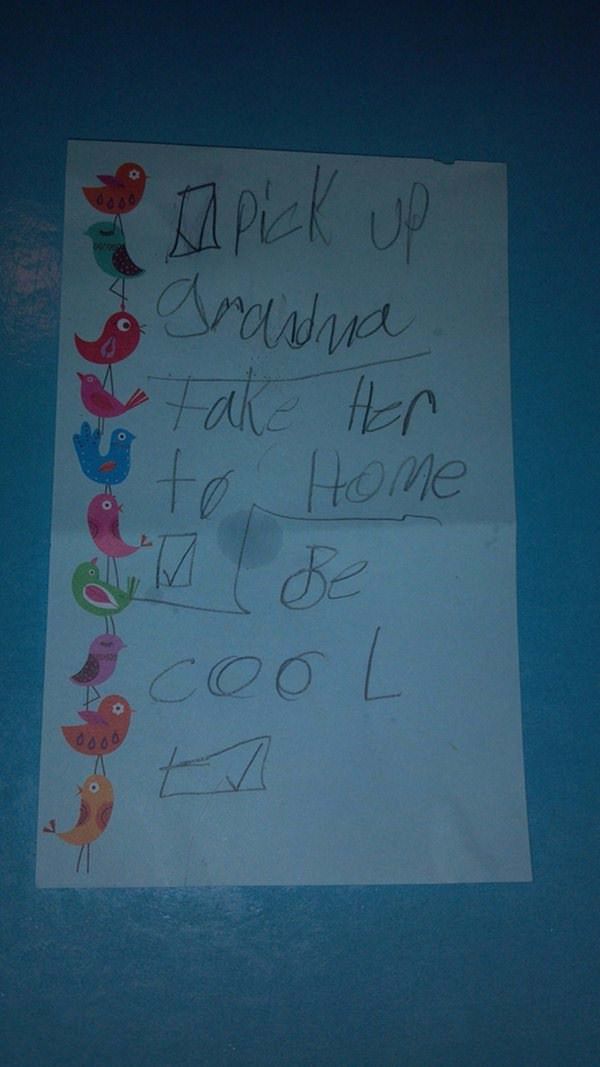 ☑ pick up
grandma
take Her
to Home
☑ Be
cool
☑